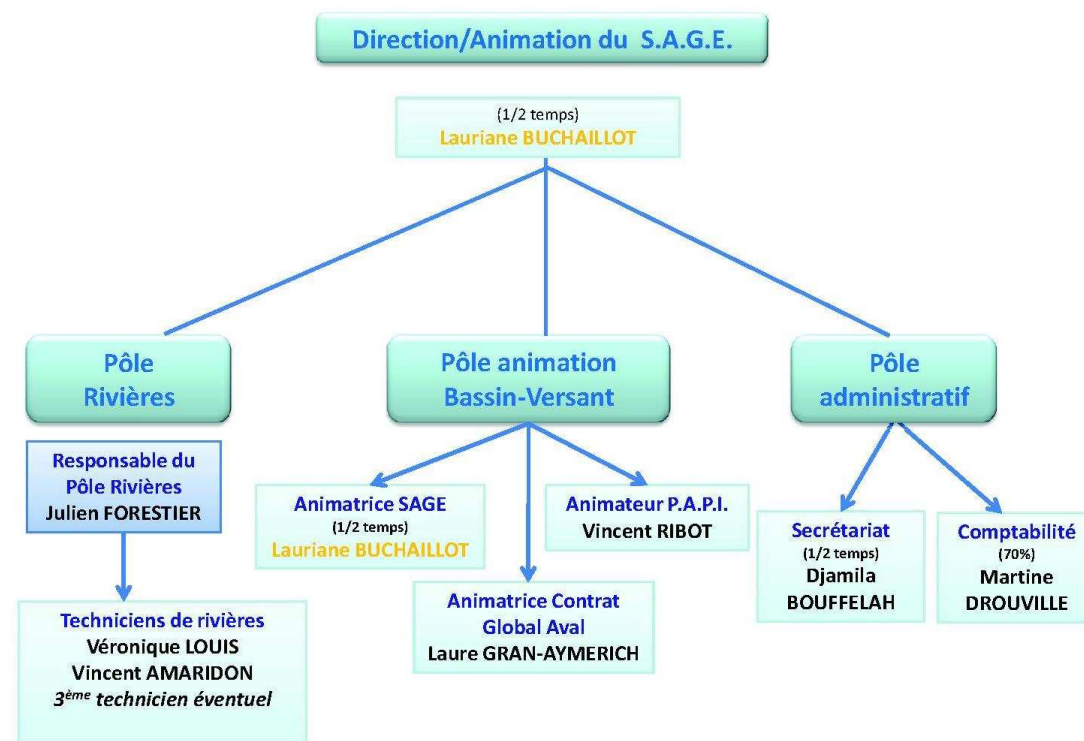 Direction/Animation du S.A.G.E.
(1/2 temps)
Lauriane BUCHAILLOT
Pôle
Rivières
Responsable du
Pôle Rivières
Julien FORESTIER
Techniciens de rivières
Véronique LOUIS
Vincent AMARIDON
3ème technicien éventuel
Pôle animation
Bassin-Versant
Animatrice SAGE
(1/2 temps)
Lauriane BUCHAILLOT
Animatrice Contrat
Global Aval
Laure GRAN-AYMERICH
Animateur P.A.P.I.
Vincent RIBOT
Pôle
administratif
Secrétariat
(1/2 temps)
Djamila
BOUFFELAH
Comptabilité
(70%)
Martine
DROUVILLE